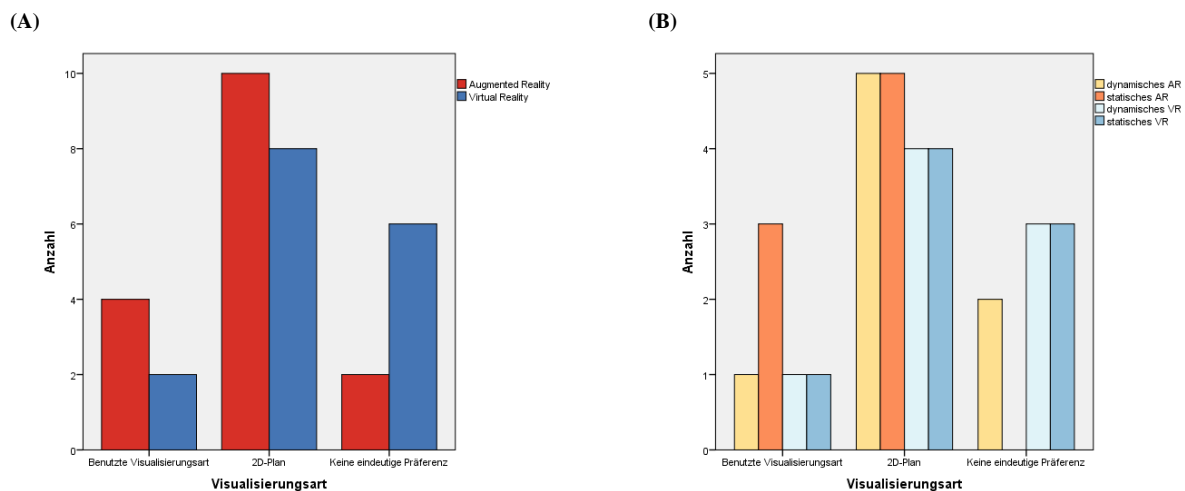 (A)
10
8
6
4
2
0
Anzahl
Benutzte Visualisierungsart
2D-Plan
Keine eindeutige Präferenz
Visualisierungsart
Augmented Reality
Virtual Reality
(B)
5
4
3
2
1
0
Anzahl
Benutzte Visualisierungsart
2D-Plan
Keine eindeutige Präferenz
Visualisierungsart
dynamisches AR
statisches AR
dynamisches VR
statisches VR